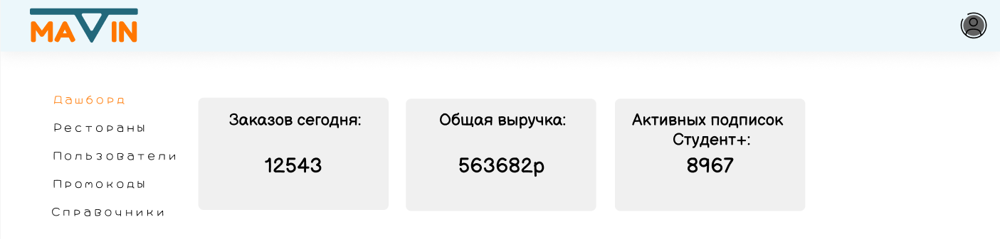 MAVIN
Дашборд
Рестораны
Пользователи
Промокоды
Справочники
Заказов сегодня:
12543
Общая выручка:
563682р
Активных подписок
Студент+:
8967